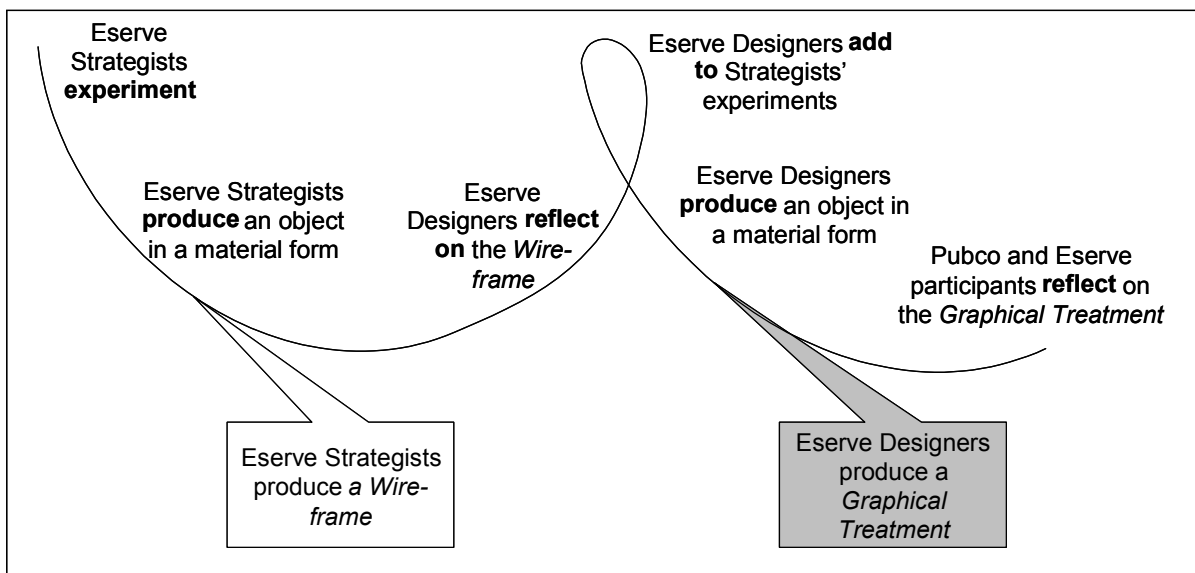 Eserve
Strategists
experiment
Eserve Strategists
produce an object
in a material form
Eserve
Designers reflect
on the Wire-
frame
Eserve Designers add
to Strategists'
experiments
Eserve Designers
produce an object in
a material form
Pubco and Eserve
participants reflect on
the Graphical Treatment
Eserve Strategists
produce a Wire-
frame
Eserve Designers
produce a
Graphical
Treatment